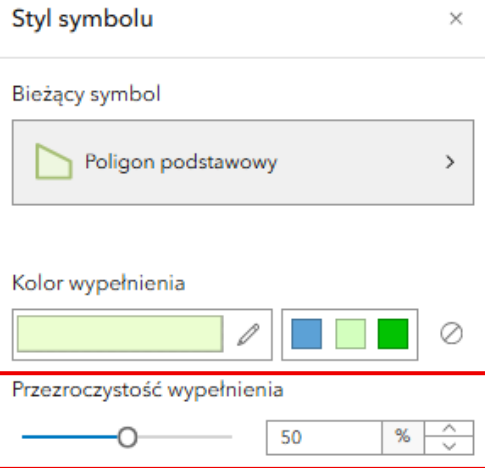 Styl symbolu
Bieżący symbol
Poligon podstawowy
Kolor wypełnienia
Przezroczystość wypełnienia
50 %